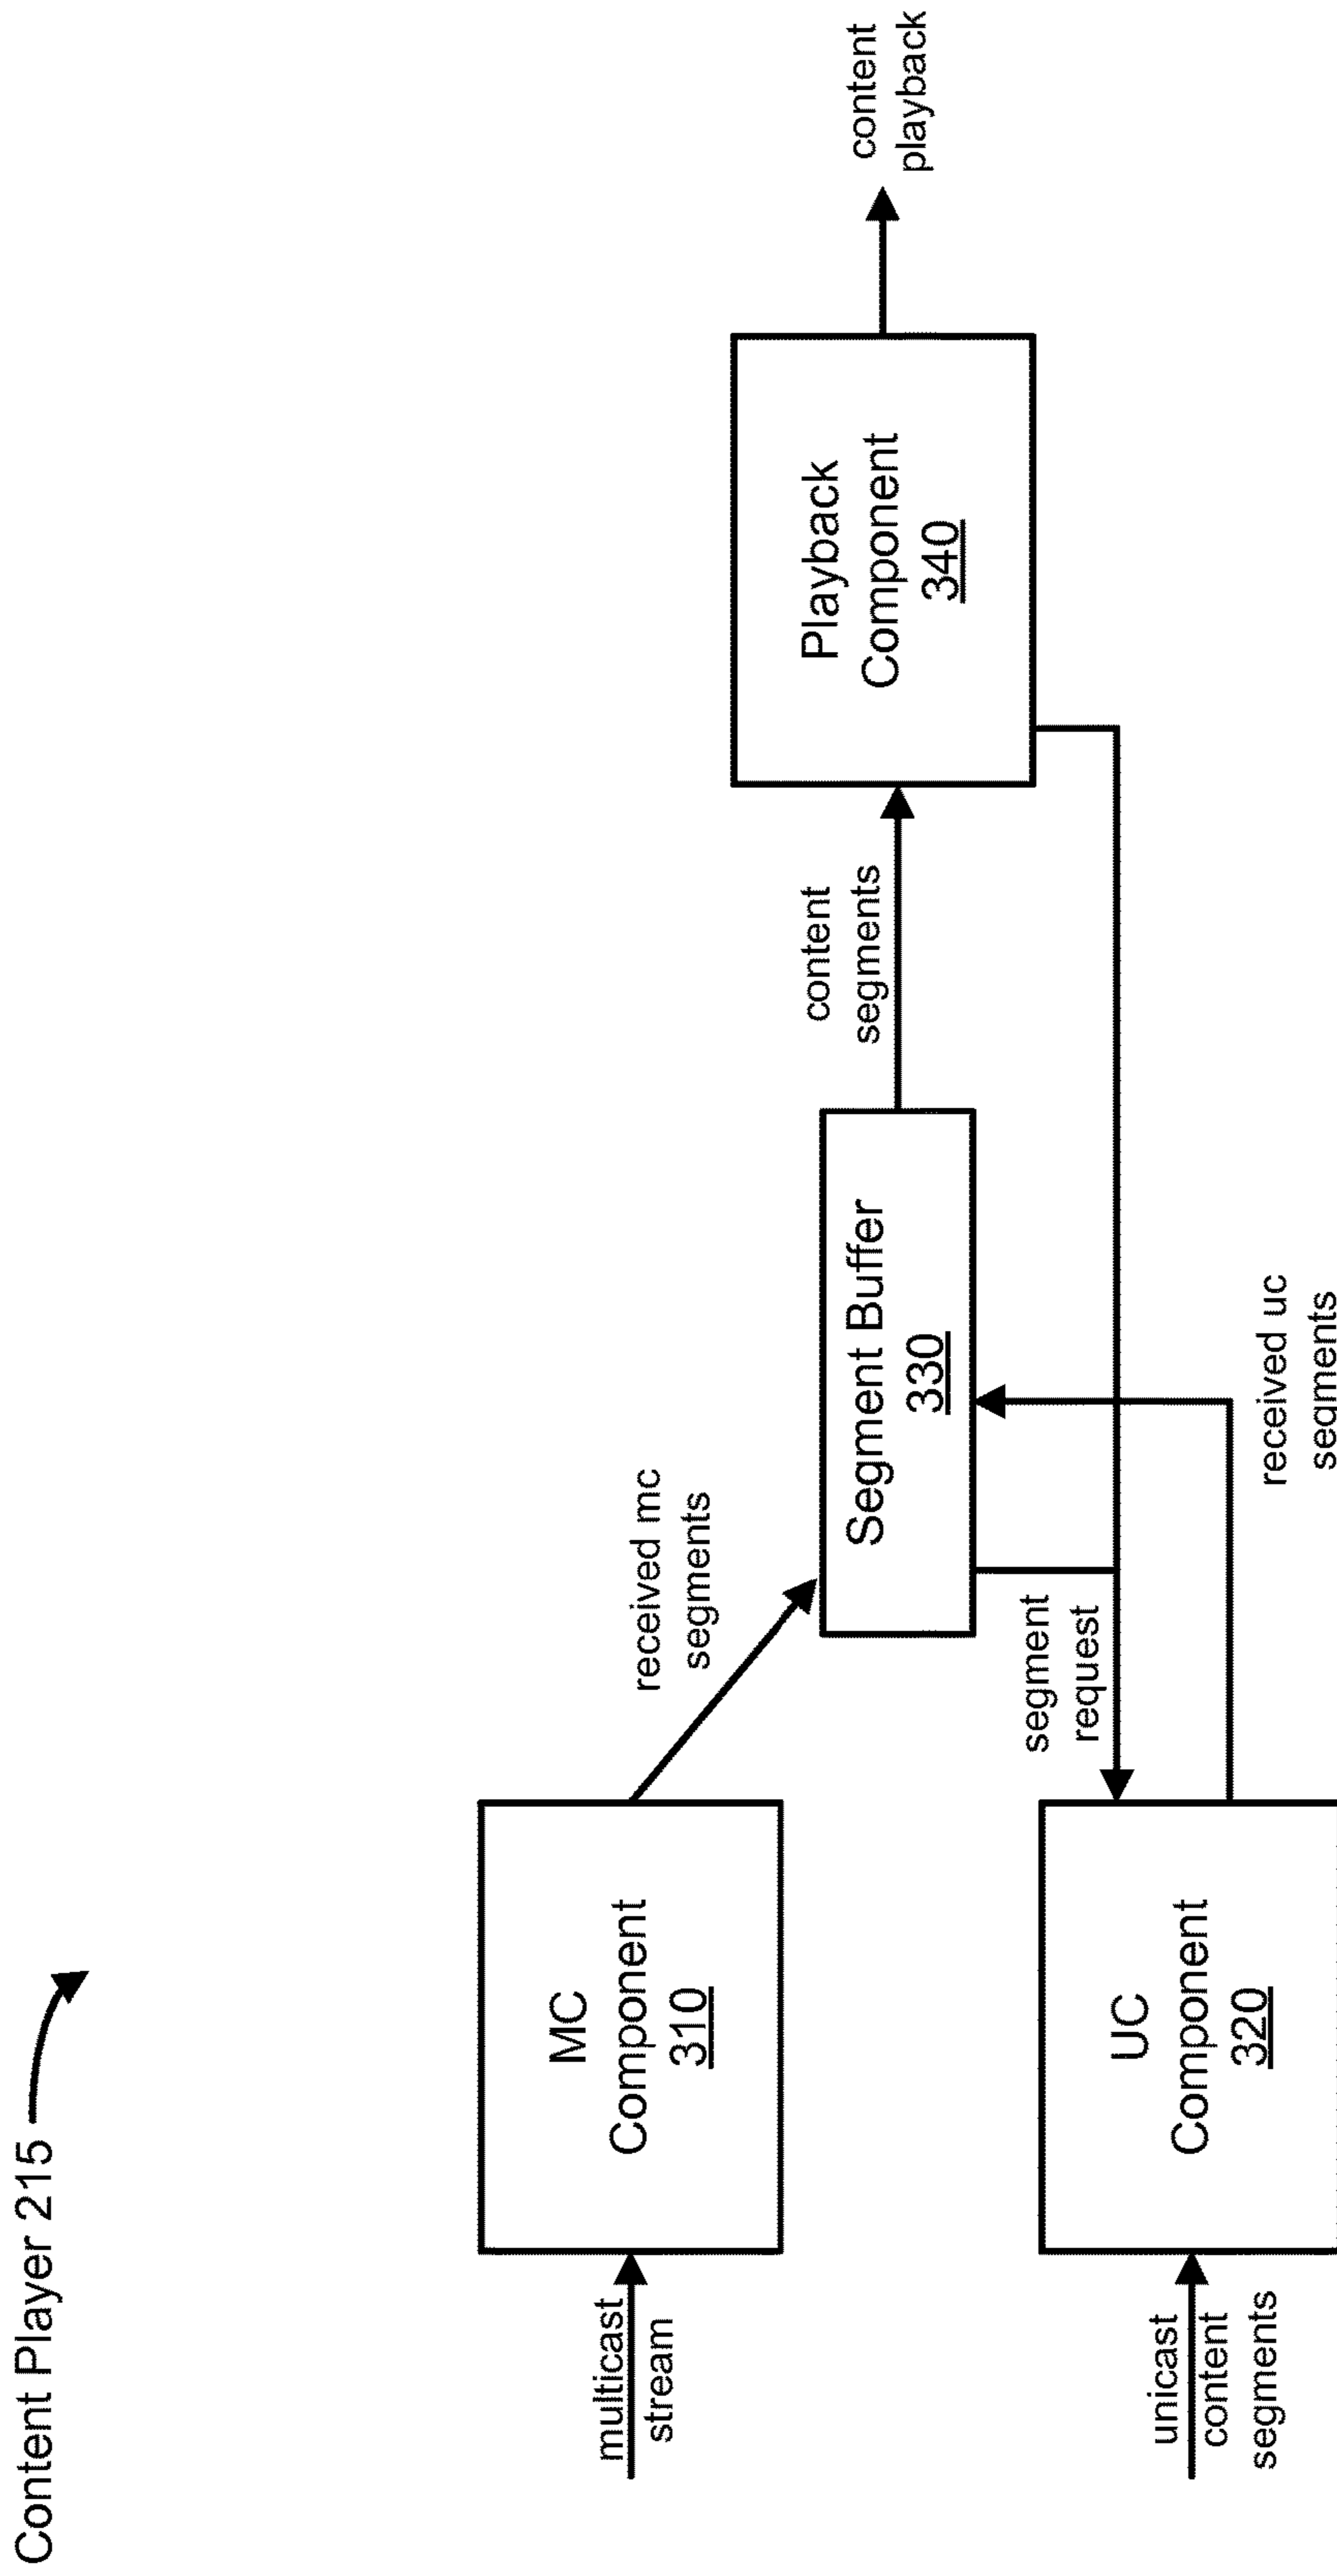 Content Player 215
multicast
stream
MC
Component
310
received mc
segments
unicast
content
segments
UC
Component
320
segment
request
received uc
segments
Segment Buffer
330
content
segments
Playback
Component
340
content
playback